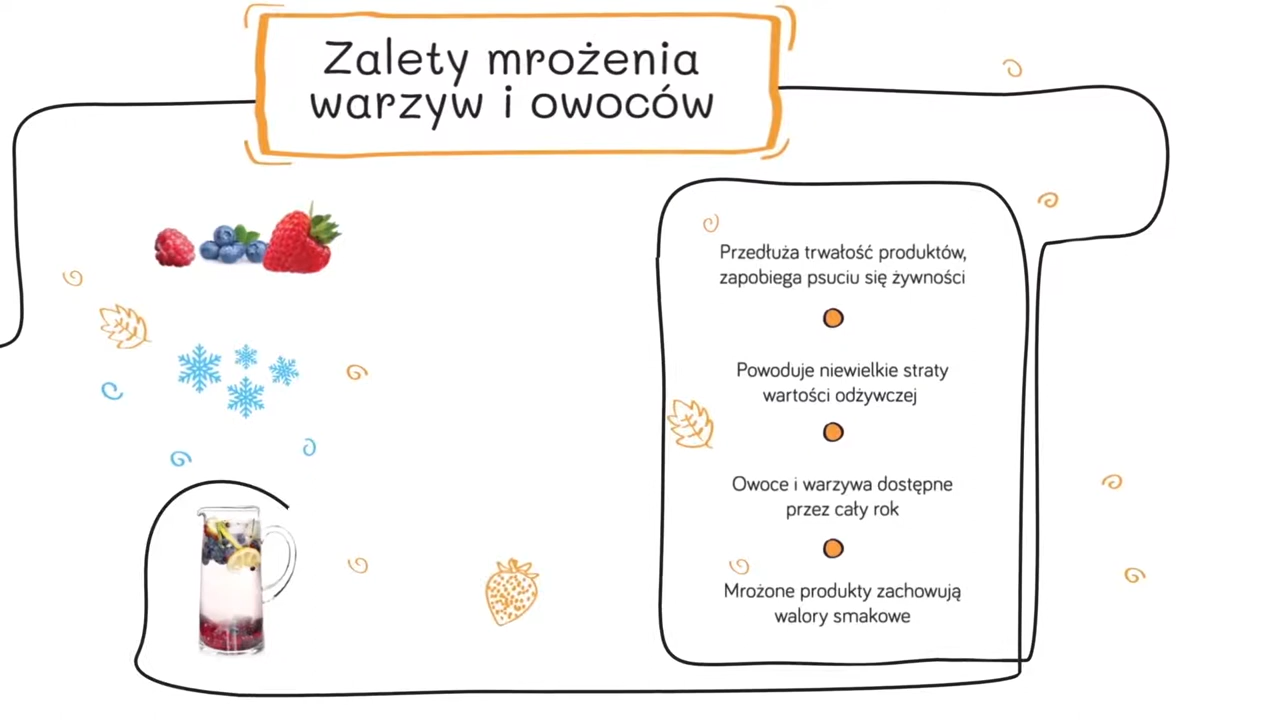 Zalety mrożenia
warzyw i owoców
Przedłuża trwałość produktów,
zapobiega psuciu się żywności
Powoduje niewielkie straty
wartości odżywczej
Owoce i warzywa dostępne
przez cały rok
Mrożone produkty zachowują
walory smakowe